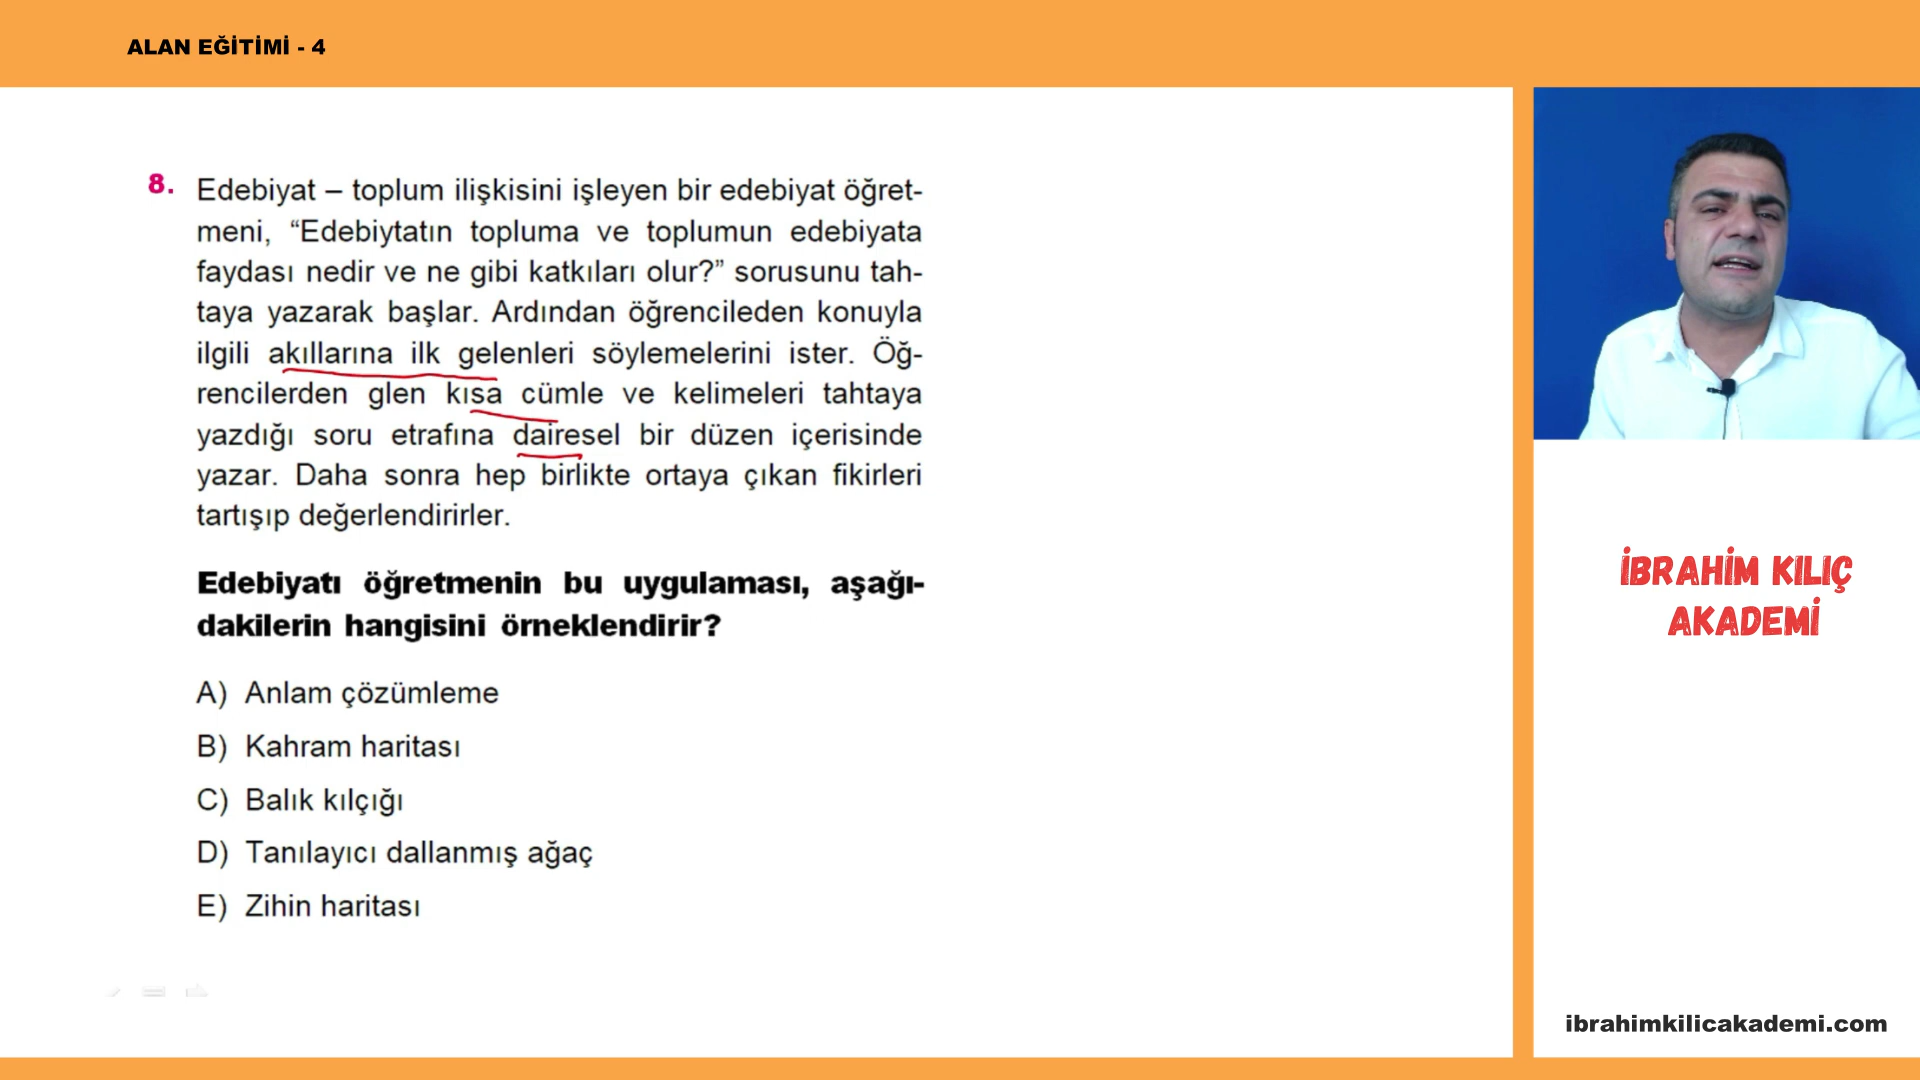 ALAN EĞİTİMİ - 4
8. Edebiyat – toplum ilişkisini işleyen bir edebiyat öğret-
meni, “Edebiytatın topluma ve toplumun edebiyata
faydası nedir ve ne gibi katkıları olur?” sorusunu tah-
taya yazarak başlar. Ardından öğrencileden konuyla
ilgili akıllarına ilk gelenleri söylemelerini ister. Öğ-
rencilerden glen kısa cümle ve kelimeleri tahtaya
yazdığı soru etrafına dairesel bir düzen içerisinde
yazar. Daha sonra hep birlikte ortaya çıkan fikirleri
tartışıp değerlendirirler.
Edebiyatı öğretmenin bu uygulaması, aşağı-
dakilerin hangisini örneklendirir?
A) Anlam çözümleme
B) Kahram haritası
C) Balık kılçığı
D) Tanılayıcı dallanmış ağaç
E) Zihin haritası
İBRAHİM KILIÇ
AKADEMİ
ibrahimkilicakademi.com